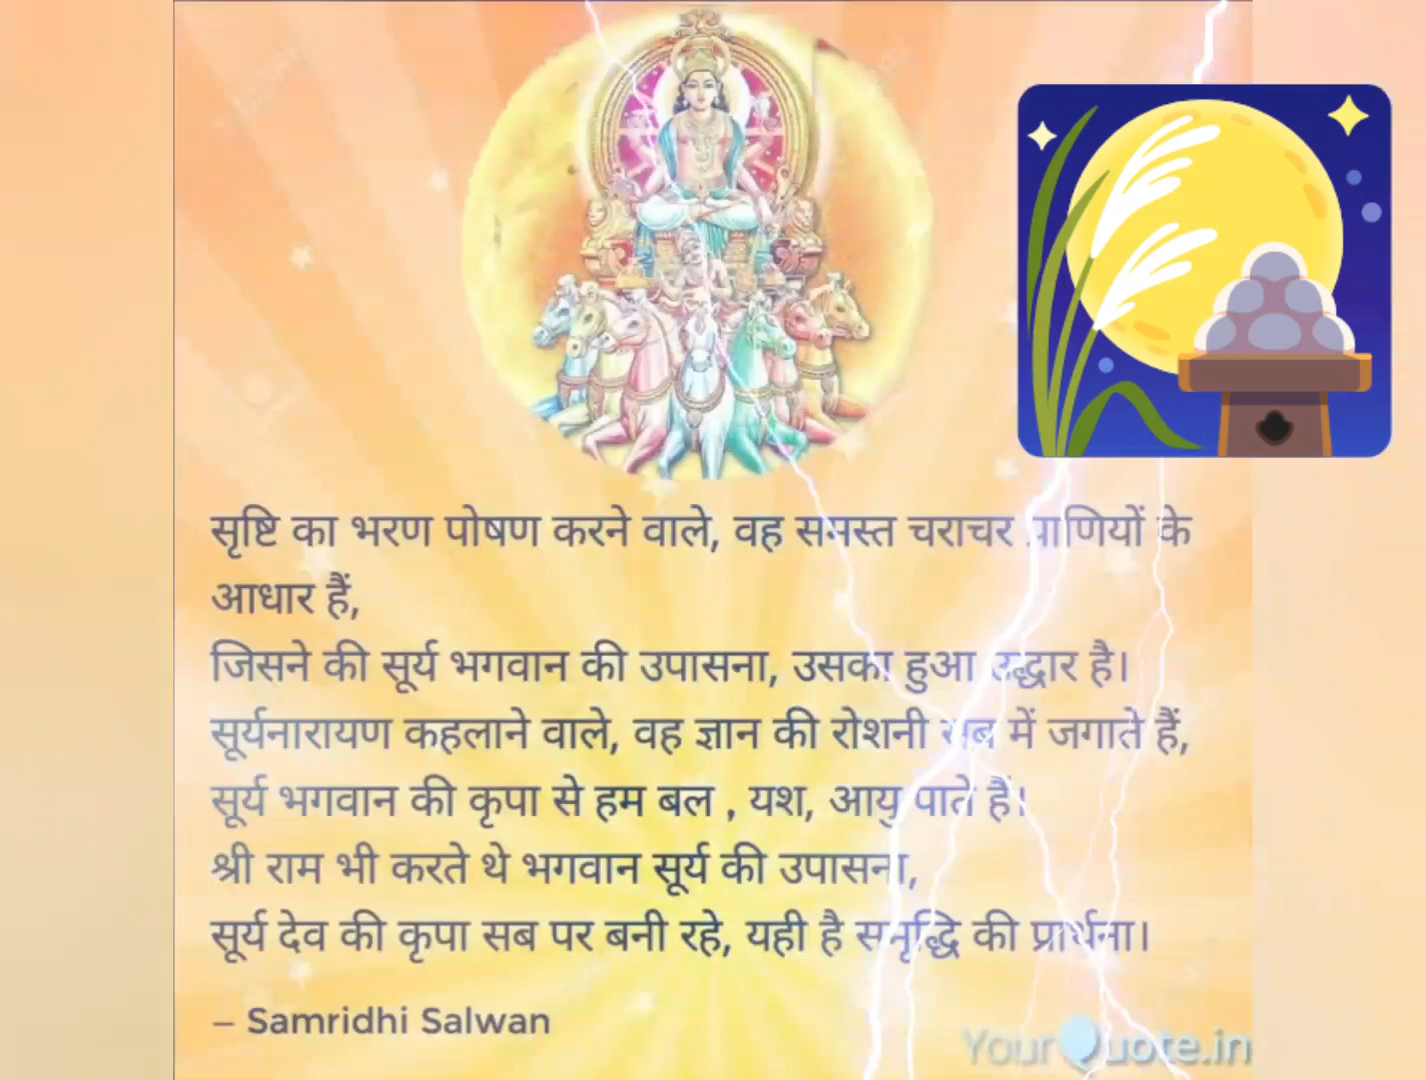 सृष्टि का भरण पोषण करने वाले, वह समस्त चराचर प्राणियों के
आधार हैं,
जिसने की सूर्य भगवान की उपासना, उसका हुआ उद्धार है।
सूर्यनारायण कहलाने वाले, वह ज्ञान की रोशनी सब में जगाते हैं,
सूर्य भगवान की कृपा से हम बल , यश, आयु पाते हैं।
श्री राम भी करते थे भगवान सूर्य की उपासना,
सूर्य देव की कृपा सब पर बनी रहे, यही है समृद्धि की प्रार्थना।
– Samridhi Salwan
YourQuote.in